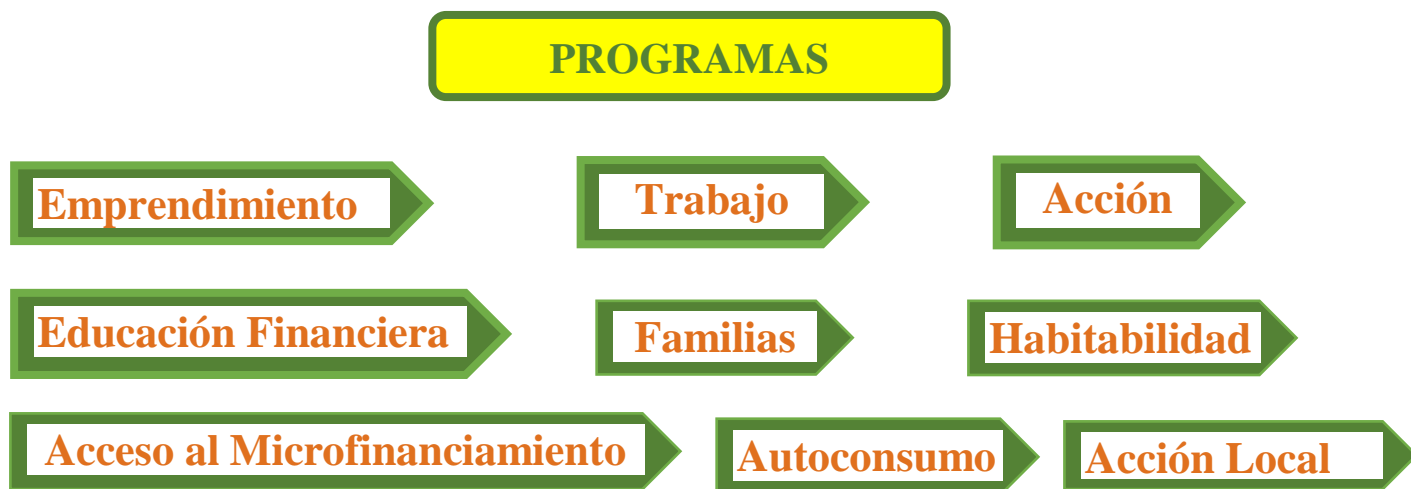 PROGRAMAS
Emprendimiento
Trabajo
Acción
Educación Financiera
Familias
Habitabilidad
Acceso al Microfinanciamiento
Autoconsumo
Acción Local